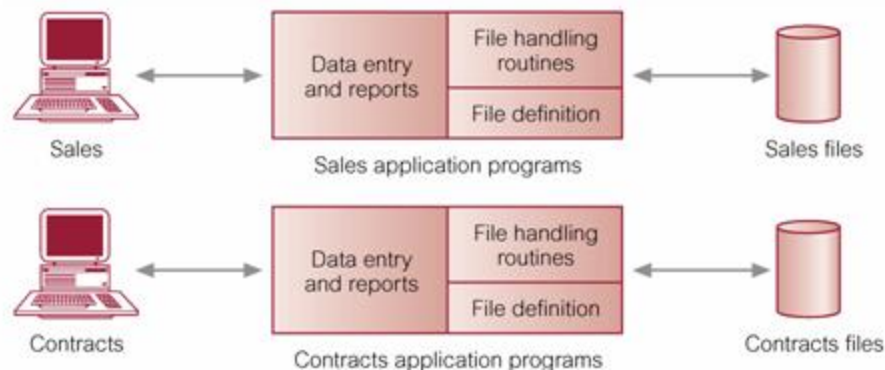 Data entry
and reports
File handling
routines
File definition
Sales
Sales application programs
Sales files
Data entry
and reports
File handling
routines
File definition
Contracts
Contracts application programs
Contracts files